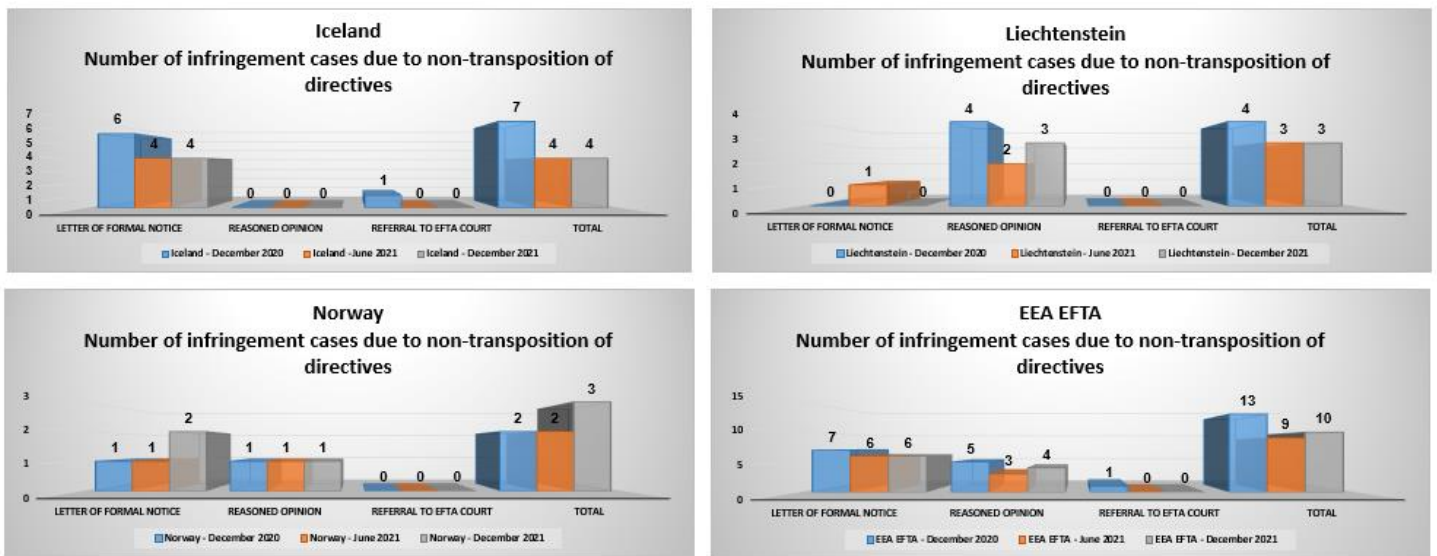 Iceland
Number of infringement cases due to non-transposition of
directives
7
6
5
4
3
2
1
0
6
4
4
0
0
0
1
0
0
7
4
4
LETTER OF FORMAL NOTICE
REASONED OPINION
REFERRAL TO EFTA COURT
TOTAL
Iceland - December 2020
Iceland -June 2021
Iceland - December 2021
Liechtenstein
Number of infringement cases due to non-transposition of
directives
4
3
2
1
0
0
1
0
4
2
3
0
0
0
4
3
3
LETTER OF FORMAL NOTICE
REASONED OPINION
REFERRAL TO EFTA COURT
TOTAL
Liechtenstein - December 2020
Liechtenstein - June 2021
Liechtenstein - December 2021
Norway
Number of infringement cases due to non-transposition of
directives
3
2
1
0
1
1
2
1
1
1
0
0
0
2
2
3
LETTER OF FORMAL NOTICE
REASONED OPINION
REFERRAL TO EFTA COURT
TOTAL
Norway - December 2020
Norway - June 2021
Norway - December 2021
EEA EFTA
Number of infringement cases due to non-transposition of
directives
15
10
5
0
7
6
6
5
3
4
1
0
0
13
9
10
LETTER OF FORMAL NOTICE
REASONED OPINION
REFERRAL TO EFTA COURT
TOTAL
EEA EFTA - December 2020
EEA EFTA - June 2021
EEA EFTA - December 2021